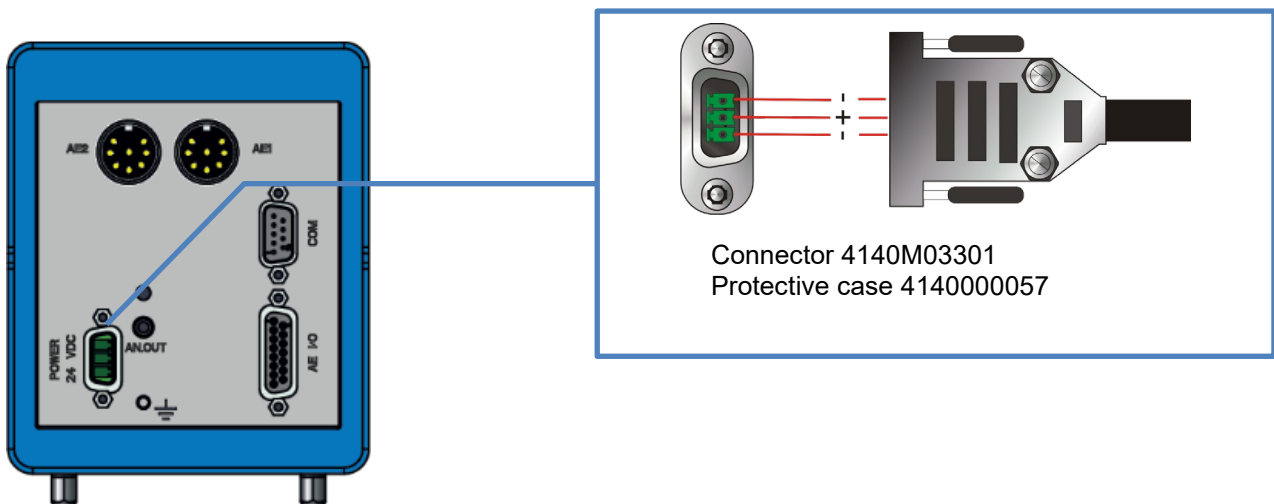 AE2
AE1
COM
POWER
24 VDC
AN.OUT
AE I/O
-
+
-
Connector 4140M03301
Protective case 4140000057